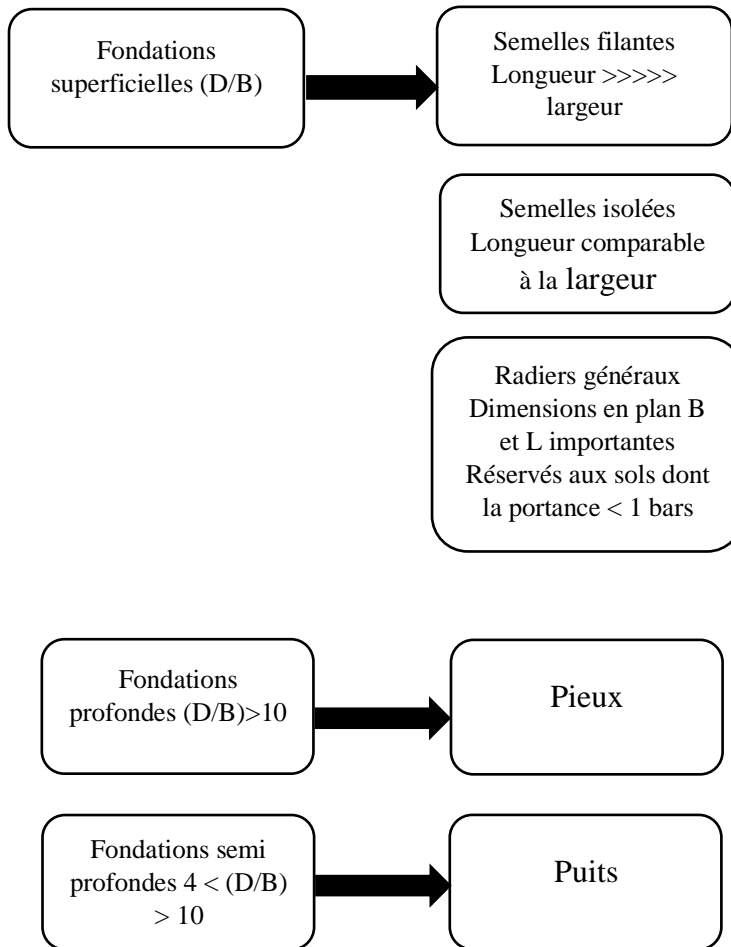 Fondations
superficielles (D/B)
Semelles filantes
Longueur >>>>>
largeur
Semelles isolées
Longueur comparable
à la largeur
Radiers généraux
Dimensions en plan B
et L importantes
Réservés aux sols dont
la portance < 1 bars
Fondations
profondes (D/B)>10
Pieux
Fondations semi
profondes 4 < (D/B)
> 10
Puits